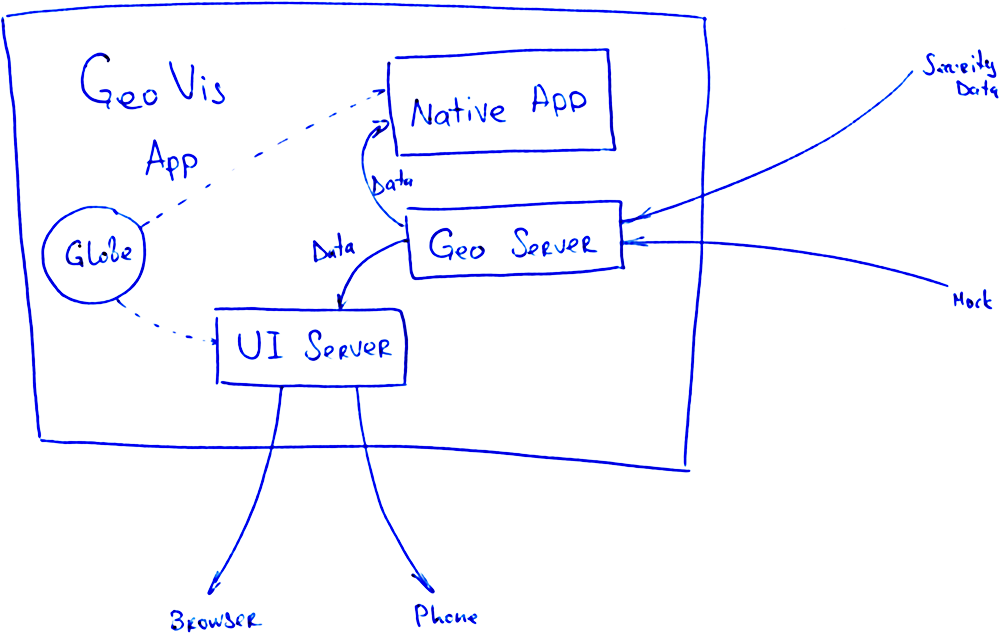 Geo Vis
App
Native App
Security
Data
Data
Globe
Data
Geo Server
Mock
UI Server
Browser
Phone